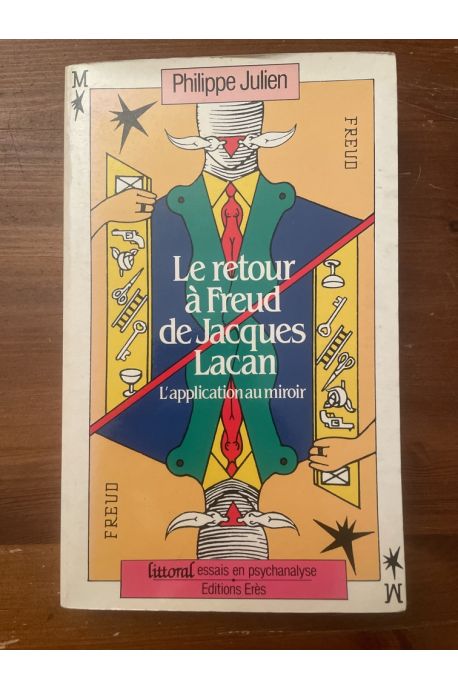 M
Philippe Julien
FREUD
Le retour
à Freud
de Jacques
Lacan
L'application au miroir
FREUD
littoral essais en psychanalyse
Editions Erès
M